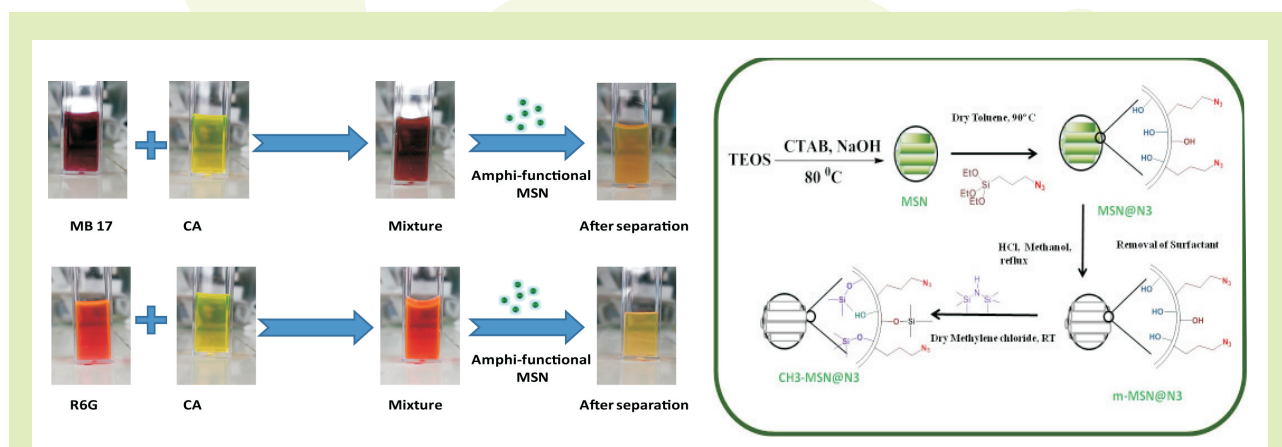 MB 17
CA
Mixture
Amphi-functional
MSN
After separation
R6G
CA
Mixture
Amphi-functional
MSN
After separation
TEOS
CTAB, NaOH
80 ⁰C
MSN
Dry Toluene, 90° C
EtO
EtO
EtO
Si
N₃
HO
HO
OH
HO
N₃
N₃
MSN@N3
HCl, Methanol,
reflux
Removal of Surfactant
HO
HO
OH
HO
N₃
N₃
m-MSN@N3
H
N
Si
Si
Dry Methylene chloride, RT
O
Si
HO
O
Si
Si
O
N₃
N₃
CH3-MSN@N3